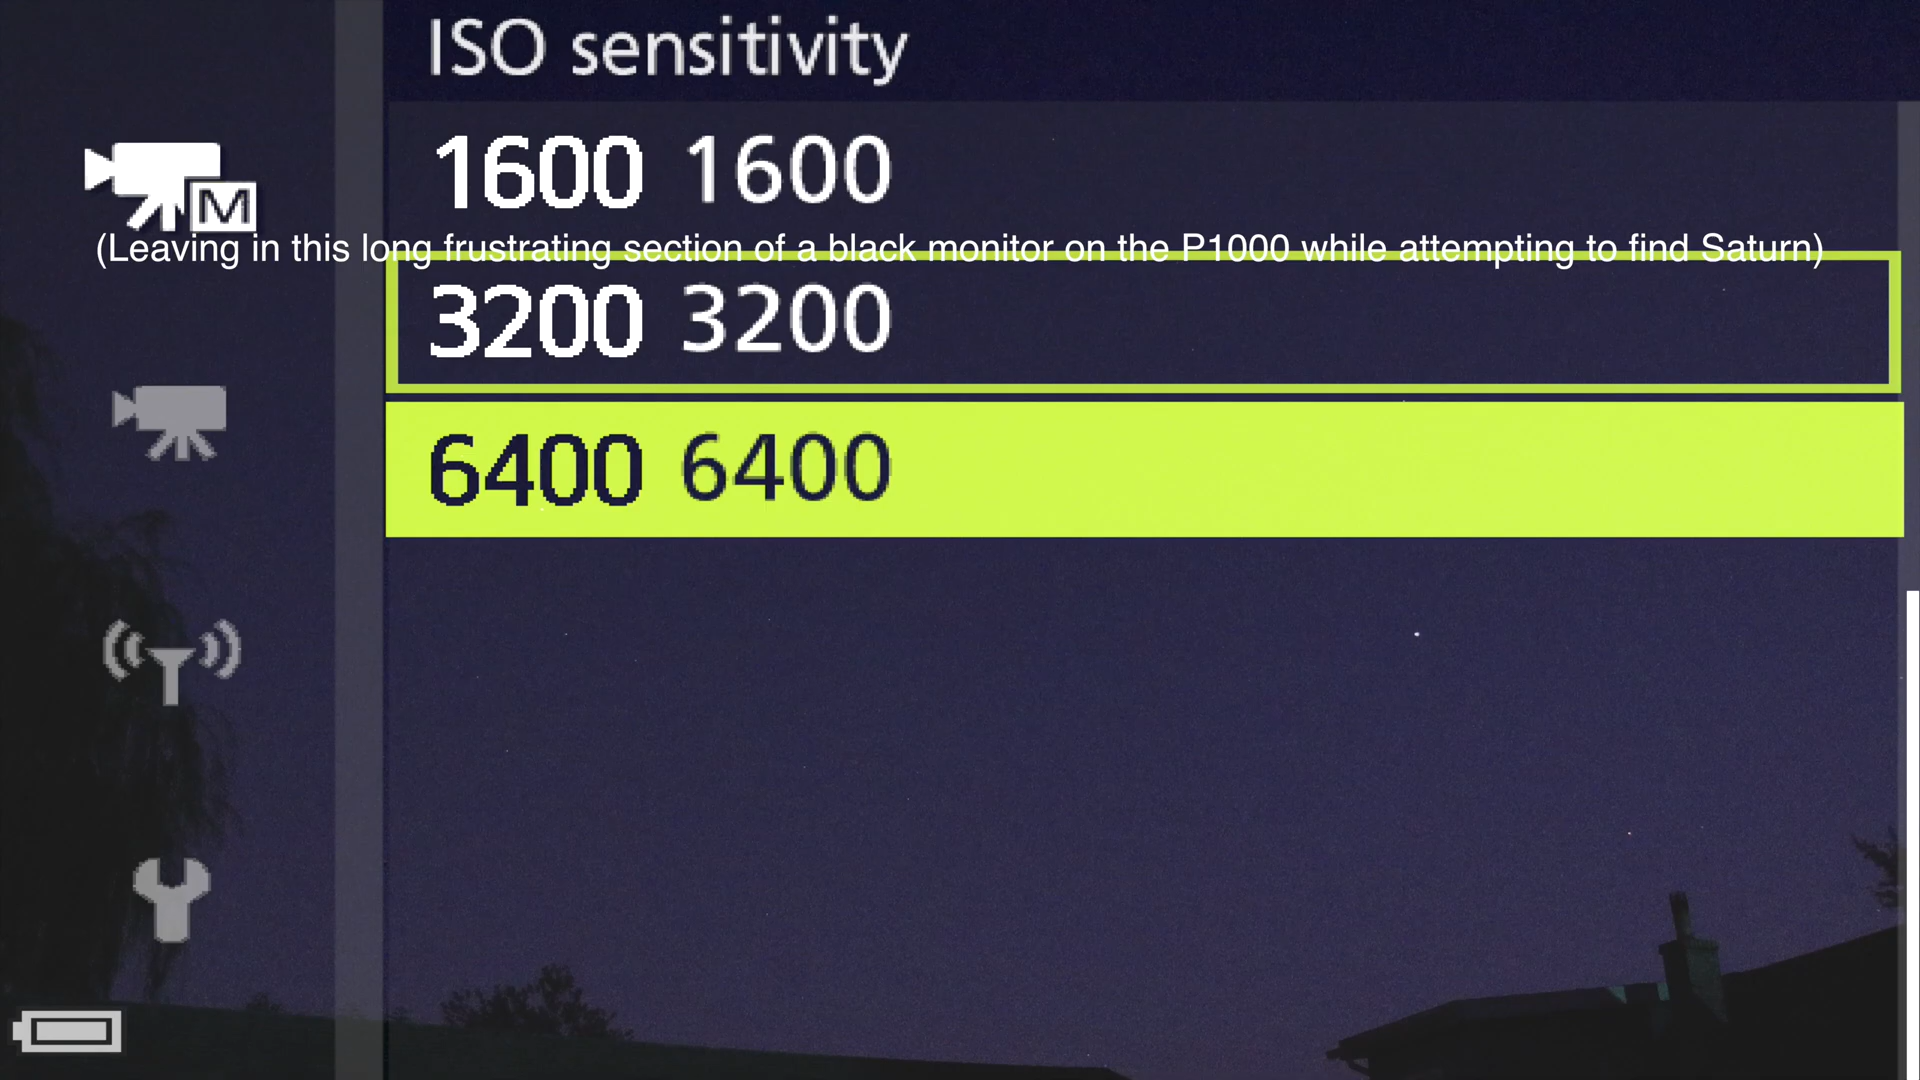 ISO sensitivity
1600 1600
M
(Leaving in this long frustrating section of a black monitor on the P1000 while attempting to find Saturn)
3200 3200
6400 6400